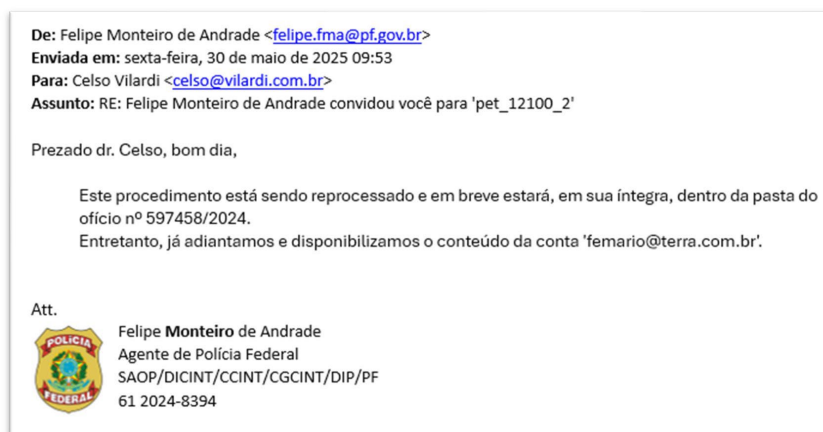 De: Felipe Monteiro de Andrade <felipe.fma@pf.gov.br>
Enviada em: sexta-feira, 30 de maio de 2025 09:53
Para: Celso Vilardi <celso@vilardi.com.br>
Assunto: RE: Felipe Monteiro de Andrade convidou você para 'pet_12100_2'
Prezado dr. Celso, bom dia,
Este procedimento está sendo reprocessado e em breve estará, em sua íntegra, dentro da pasta do
ofício nº 597458/2024.
Entretanto, já adiantamos e disponibilizamos o conteúdo da conta 'femario@terra.com.br'.
Att.
POLÍCIA
FEDERAL
Felipe Monteiro de Andrade
Agente de Polícia Federal
SAOP/DICINT/CCINT/CGCINT/DIP/PF
61 2024-8394